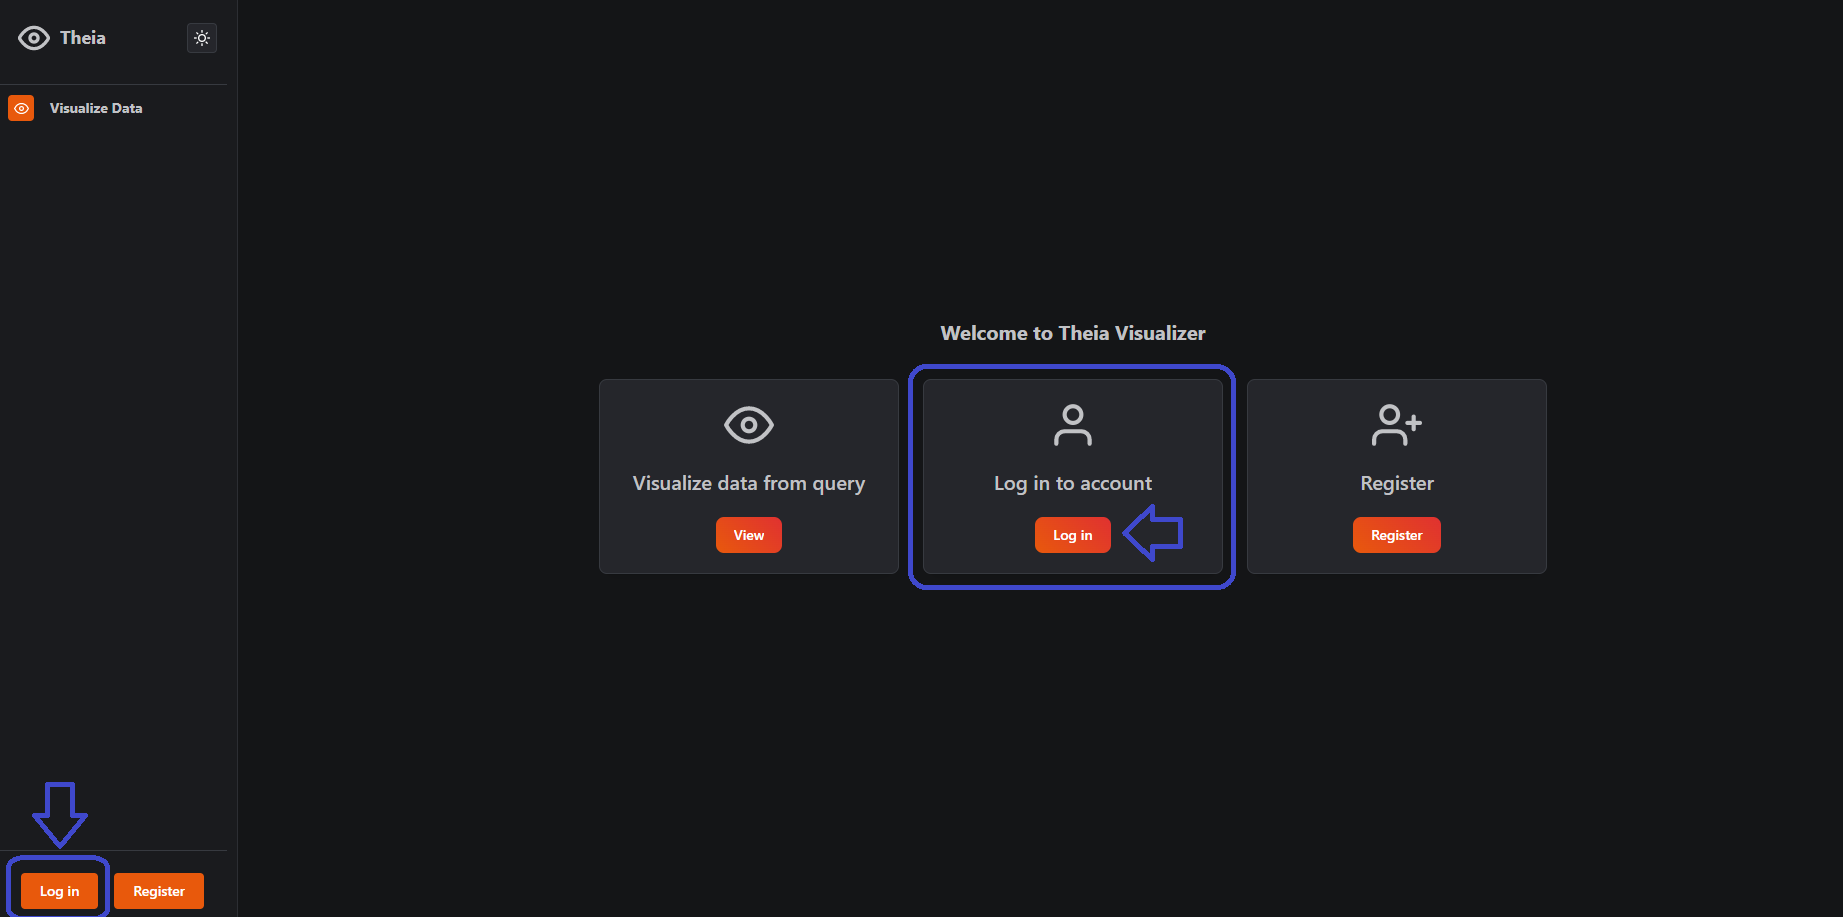 Theia
Visualize Data
Welcome to Theia Visualizer
Visualize data from query
View
Log in to account
Log in
Register
Register
Log in
Register